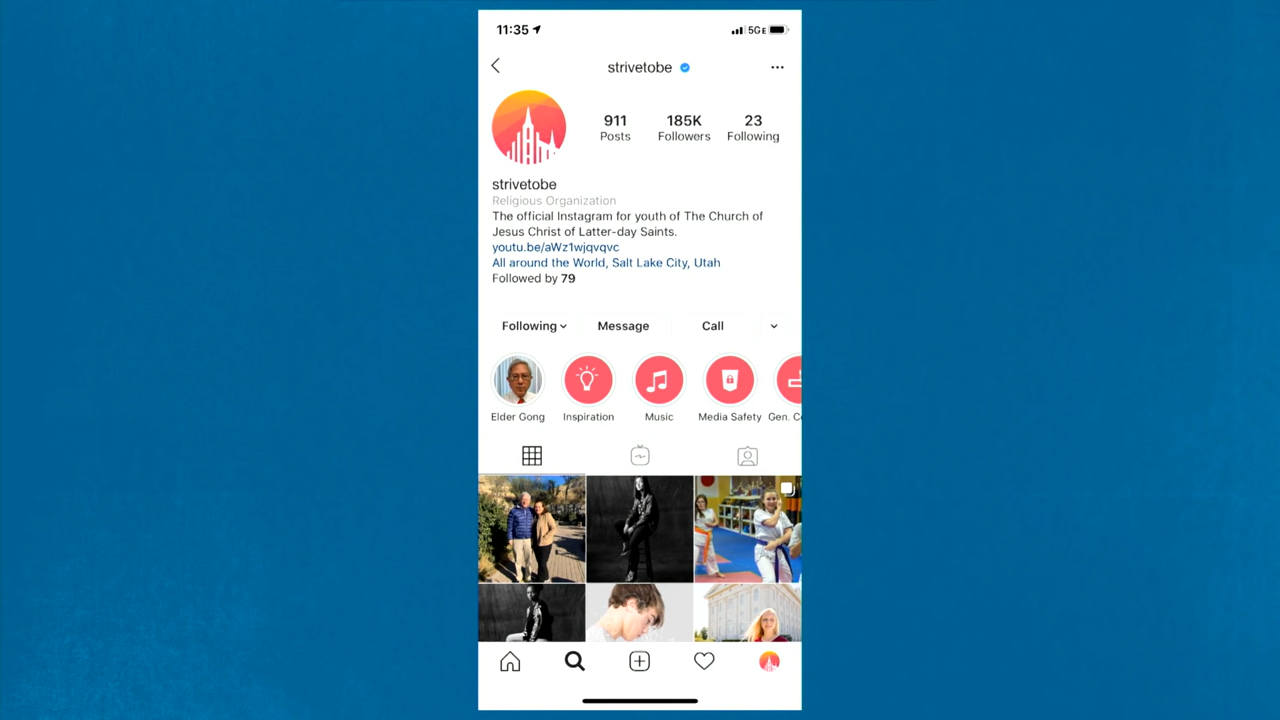 11:35
5GE
strivetobe
911
185K
23
Posts
Followers
Following
strivetobe
Religious Organization
The official Instagram for youth of The Church of
Jesus Christ of Latter-day Saints.
youtu.be/aWz1wjqvqvc
All around the World, Salt Lake City, Utah
Followed by 79
Following
Message
Call
Elder Gong
Inspiration
Music
Media Safety
Gen.